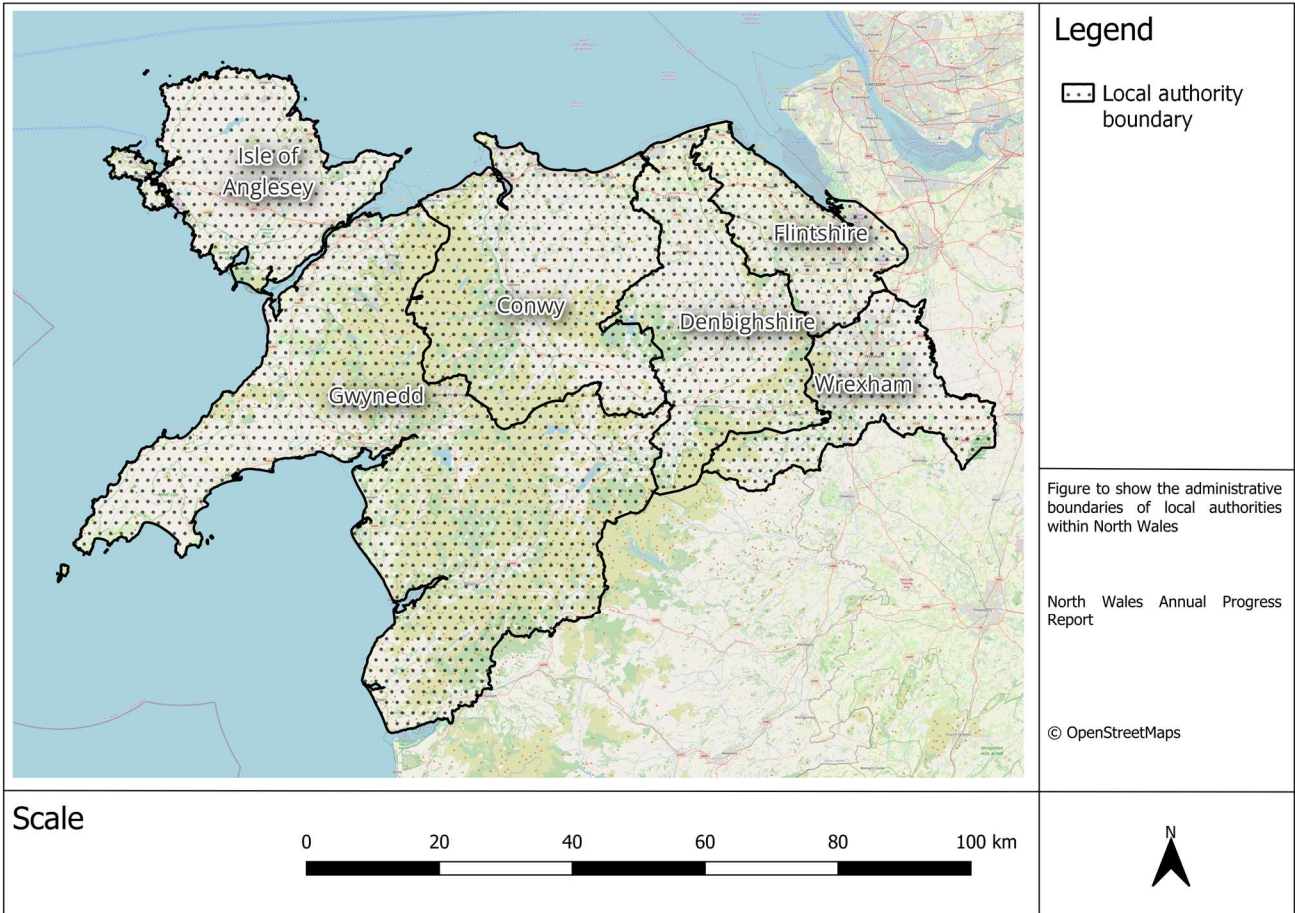 Isle of
Anglesey
Flintshire
Conwy
Denbighshire
Wrexham
Gwynedd
Legend
Local authority
boundary
Figure to show the administrative
boundaries of local authorities
within North Wales
North Wales Annual Progress
Report
© OpenStreetMaps
Scale
0 20 40 60 80 100 km
N